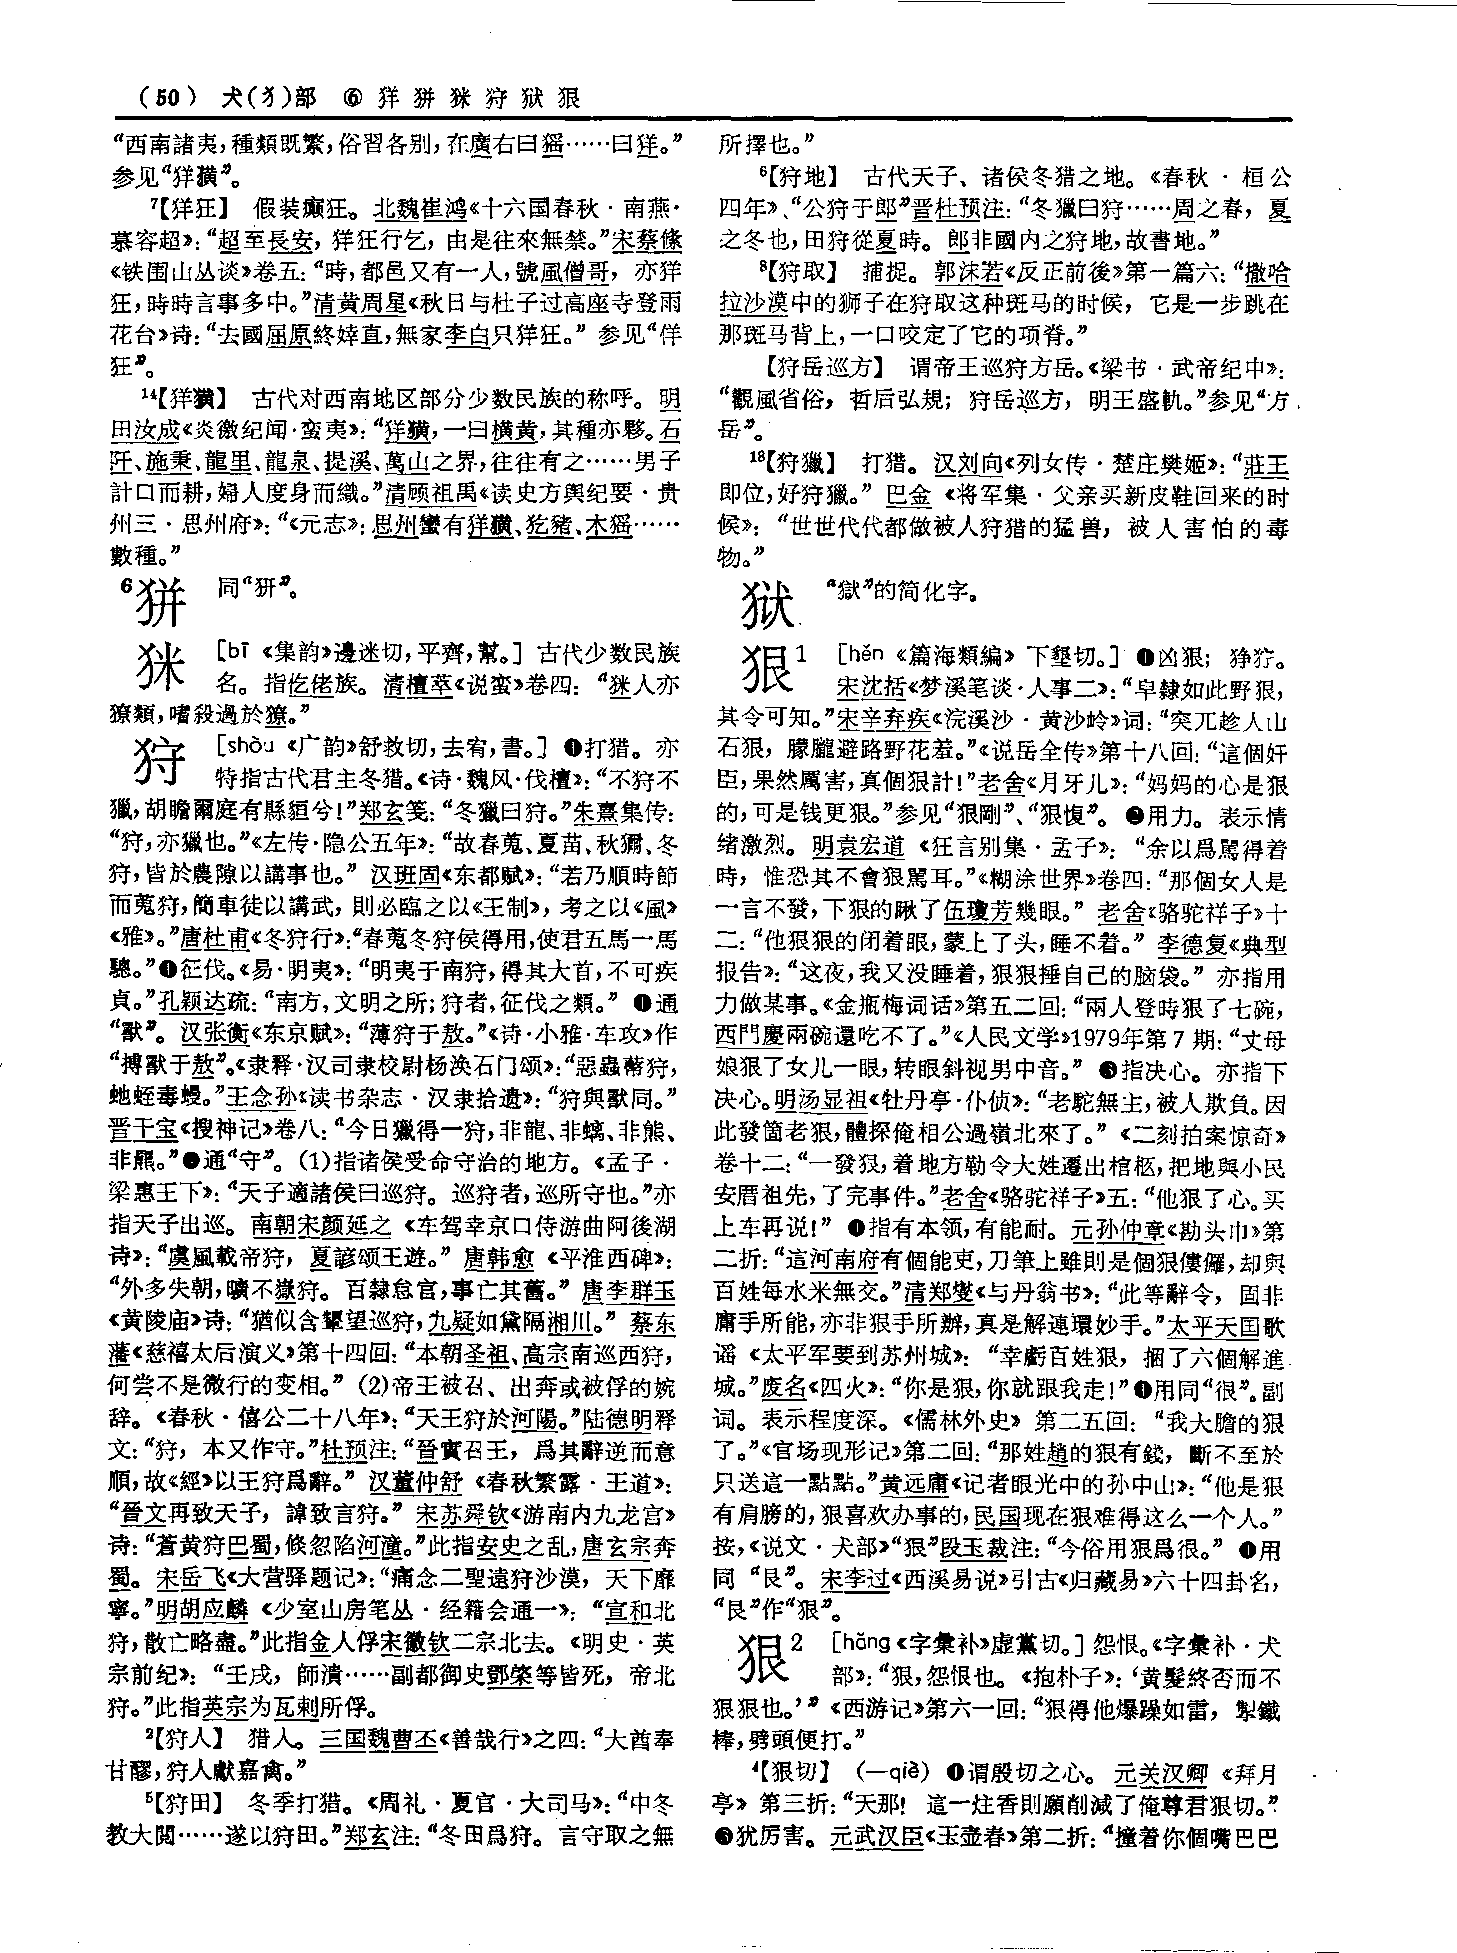 (50) 犬(犭)部 ⑥ 𤞞 𤞤 𤞏 狩 狱 狠
“西南諸夷，種類既繁，俗習各别，在廣右曰猺……曰𤞞。”
参见“𤞞獚”。
7【𤞞狂】 假装癫狂。北魏崔鸿《十六国春秋·南燕·
慕容超》：“超至長安，𤞞狂行乞，由是往來無禁。”宋蔡絛
《铁围山丛谈》卷五：“時，都邑又有一人，號風僧哥，亦𤞞
狂，時時言事多中。”清黄周星《秋日与杜子过高座寺登雨
花台》诗：“去國屈原終婞直，無家李白只𤞞狂。”参见“佯
狂”。
14【𤞞獚】 古代对西南地区部分少数民族的称呼。明
田汝成《炎徼纪闻·蛮夷》：“𤞞獚，一曰横黄，其種亦夥。石
阡、施秉、龍里、龍泉、提溪、萬山之界，往往有之……男子
計口而耕，婦人度身而織。”清顾祖禹《读史方舆纪要·贵
州三·思州府》：“《元志》：思州蠻有𤞞獚、犵豬、木猺……
數種。”
6 𤞤 同“𤜻”。
𤞏 [bī《集韵》邊迷切，平齊，幫。] 古代少数民族
名。指仡佬族。清檀萃《说蛮》卷四：“𤞏人亦
獠類，嗜殺過於獠。”
狩 [shòu《广韵》舒救切，去宥，書。] ❶打猎。亦
特指古代君主冬猎。《诗·魏风·伐檀》：“不狩不
獵，胡瞻爾庭有縣狟兮！”郑玄笺：“冬獵曰狩。”朱熹集传：
“狩，亦獵也。”《左传·隐公五年》：“故春蒐、夏苗、秋獮、冬
狩，皆於農隙以講事也。”汉班固《东都赋》：“若乃順時節
而蒐狩，簡車徒以講武，則必臨之以《王制》，考之以《風》
《雅》。”唐杜甫《冬狩行》：“春蒐冬狩侯得用，使君五馬一馬
驄。”❶征伐。《易·明夷》：“明夷于南狩，得其大首，不可疾
貞。”孔颖达疏：“南方，文明之所；狩者，征伐之類。”❶通
“獸”。汉张衡《东京赋》：“薄狩于敖。”《诗·小雅·车攻》作
“搏獸于敖”。《隶释·汉司隶校尉杨涣石门颂》：“惡蟲蔽狩，
虵蛭毒蟃。”王念孙《读书杂志·汉隶拾遗》：“狩與獸同。”
晋干宝《搜神记》卷八：“今日獵得一狩，非龍、非螭、非熊、
非羆。”●通“守”。(1)指诸侯受命守治的地方。《孟子·
梁惠王下》：“天子適諸侯曰巡狩。巡狩者，巡所守也。”亦
指天子出巡。南朝宋颜延之《车驾幸京口侍游曲阿後湖
诗》：“虞風載帝狩，夏諺頌王遊。”唐韩愈《平淮西碑》：
“外多失朝，曠不嶽狩。百隸怠官，事亡其舊。”唐李群玉
《黄陵庙》诗：“猶似含顰望巡狩，九疑如黛隔湘川。”蔡东
藩《慈禧太后演义》第十四回：“本朝圣祖、高宗南巡西狩，
何尝不是微行的变相。”(2)帝王被召、出奔或被俘的婉
辞。《春秋·僖公二十八年》：“天王狩於河陽。”陆德明释
文：“狩，本又作守。”杜预注：“晉實召王，爲其辭逆而意
順，故《經》以王狩爲辭。”汉董仲舒《春秋繁露·王道》：
“晉文再致天子，諱致言狩。”宋苏舜钦《游南内九龙宫》
诗：“蒼黄狩巴蜀，倏忽陷河潼。”此指安史之乱，唐玄宗奔
蜀。宋岳飞《大营驿题记》：“痛念二聖遠狩沙漠，天下靡
寧。”明胡应麟《少室山房笔丛·经籍会通一》：“宣和北
狩，散亡略盡。”此指金人俘宋徽钦二宗北去。《明史·英
宗前纪》：“壬戌，師潰……副都御史鄧棨等皆死，帝北
狩。”此指英宗为瓦剌所俘。
2【狩人】 猎人。三国魏曹丕《善哉行》之四：“大酋奉
甘醪，狩人獻嘉禽。”
5【狩田】 冬季打猎。《周礼·夏官·大司马》：“中冬
教大閲……遂以狩田。”郑玄注：“冬田爲狩。言守取之無
所擇也。”
6【狩地】 古代天子、诸侯冬猎之地。《春秋·桓公
四年》、“公狩于郎”晋杜预注：“冬獵曰狩……周之春，夏
之冬也，田狩從夏時。郎非國内之狩地，故書地。”
8【狩取】 捕捉。郭沫若《反正前後》第一篇六：“撒哈
拉沙漠中的狮子在狩取这种斑马的时候，它是一步跳在
那斑马背上，一口咬定了它的项脊。”
【狩岳巡方】 谓帝王巡狩方岳。《梁书·武帝纪中》：
“觀風省俗，哲后弘規；狩岳巡方，明王盛軌。”参见“方
岳”。
18【狩獵】 打猎。汉刘向《列女传·楚庄樊姬》：“莊王
即位，好狩獵。”巴金《将军集·父亲买新皮鞋回来的时
候》：“世世代代都做被人狩猎的猛兽，被人害怕的毒
物。”
狱 “獄”的简化字。
狠1 [hěn《篇海類編》下墾切。] ❶凶狠；狰狞。
宋沈括《梦溪笔谈·人事二》：“皁隸如此野狠，
其令可知。”宋辛弃疾《浣溪沙·黄沙岭》词：“突兀趁人山
石狠，朦朧避路野花羞。”《说岳全传》第十八回：“這個奸
臣，果然厲害，真個狠計！”老舍《月牙儿》：“妈妈的心是狠
的，可是钱更狠。”参见“狠剛”、“狠愎”。❷用力。表示情
绪激烈。明袁宏道《狂言别集·孟子》：“余以爲駡得着
時，惟恐其不會狠駡耳。”《糊涂世界》卷四：“那個女人是
一言不發，下狠的瞅了伍瓊芳幾眼。”老舍《骆驼祥子》十
二：“他狠狠的闭着眼，蒙上了头，睡不着。”李德复《典型
报告》：“这夜，我又没睡着，狠狠捶自己的脑袋。”亦指用
力做某事。《金瓶梅词话》第五二回：“兩人登時狠了七碗，
西門慶兩碗還吃不了。”《人民文学》1979年第7期：“丈母
娘狠了女儿一眼，转眼斜视男中音。”❸指决心。亦指下
决心。明汤显祖《牡丹亭·仆侦》：“老駝無主，被人欺負。因
此發箇老狠，體探俺相公過嶺北來了。”《二刻拍案惊奇》
卷十二：“一發狠，着地方勒令大姓遷出棺柩，把地與小民
安厝祖先，了完事件。”老舍《骆驼祥子》五：“他狠了心。买
上车再说！”❶指有本领，有能耐。元孙仲章《勘头巾》第
二折：“這河南府有個能吏，刀筆上雖則是個狠僂儸，却與
百姓每水米無交。”清郑燮《与丹翁书》：“此等辭令，固非
庸手所能，亦非狠手所辦，真是解連環妙手。”太平天囯歌
谣《太平军要到苏州城》：“幸虧百姓狠，捆了六個解進
城。”废名《四火》：“你是狠，你就跟我走！”❶用同“很”。副
词。表示程度深。《儒林外史》第二五回：“我大膽的狠
了。”《官场现形记》第二回：“那姓趙的狠有錢，斷不至於
只送這一點點。”黄远庸《记者眼光中的孙中山》：“他是狠
有肩膀的，狠喜欢办事的，民国现在狠难得这么一个人。”
按，《说文·犬部》“狠”段玉裁注：“今俗用狠爲很。”❶用
同“艮”。宋李过《西溪易说》引古《归藏易》六十四卦名，
“艮”作“狠”。
狠2 [hǎng《字彙补》虚黨切。] 怨恨。《字彙补·犬
部》：“狠，怨恨也。《抱朴子》：‘黄髮終否而不
狠狠也。’”《西游记》第六一回：“狠得他爆躁如雷，掣鐵
棒，劈頭便打。”
4【狠切】 (—qiè) ❶谓殷切之心。元关汉卿《拜月
亭》第三折：“天那！這一炷香則願削減了俺尊君狠切。”
❸犹厉害。元武汉臣《玉壶春》第二折：“撞着你個嘴巴巴